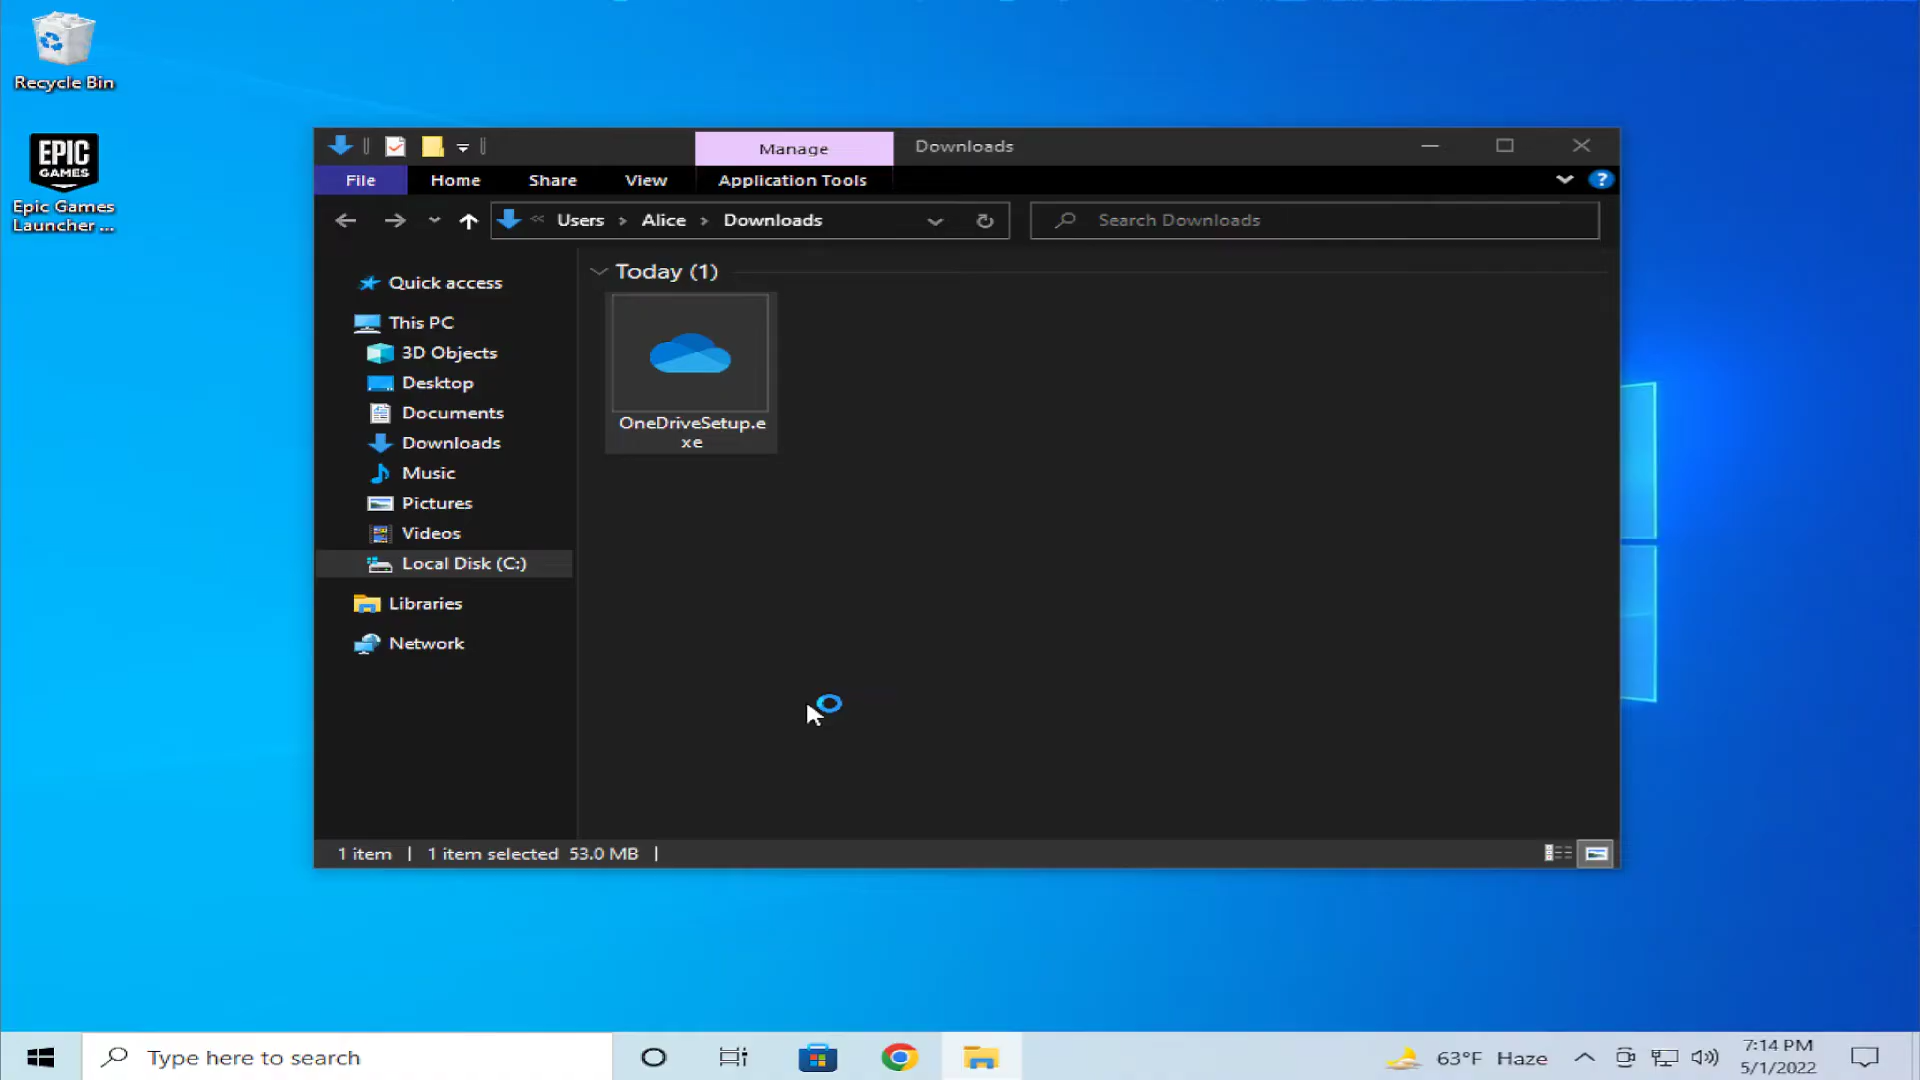 Recycle Bin
EPIC
GAMES
Epic Games
Launcher ...
Manage
Downloads
File
Home
Share
View
Application Tools
?
« Users > Alice > Downloads
Search Downloads
Quick access
This PC
3D Objects
Desktop
Documents
Downloads
Music
Pictures
Videos
Local Disk (C:)
Libraries
Network
Today (1)
OneDriveSetup.e
xe
1 item | 1 item selected 53.0 MB |
Type here to search
63°F Haze
7:14 PM
5/1/2022